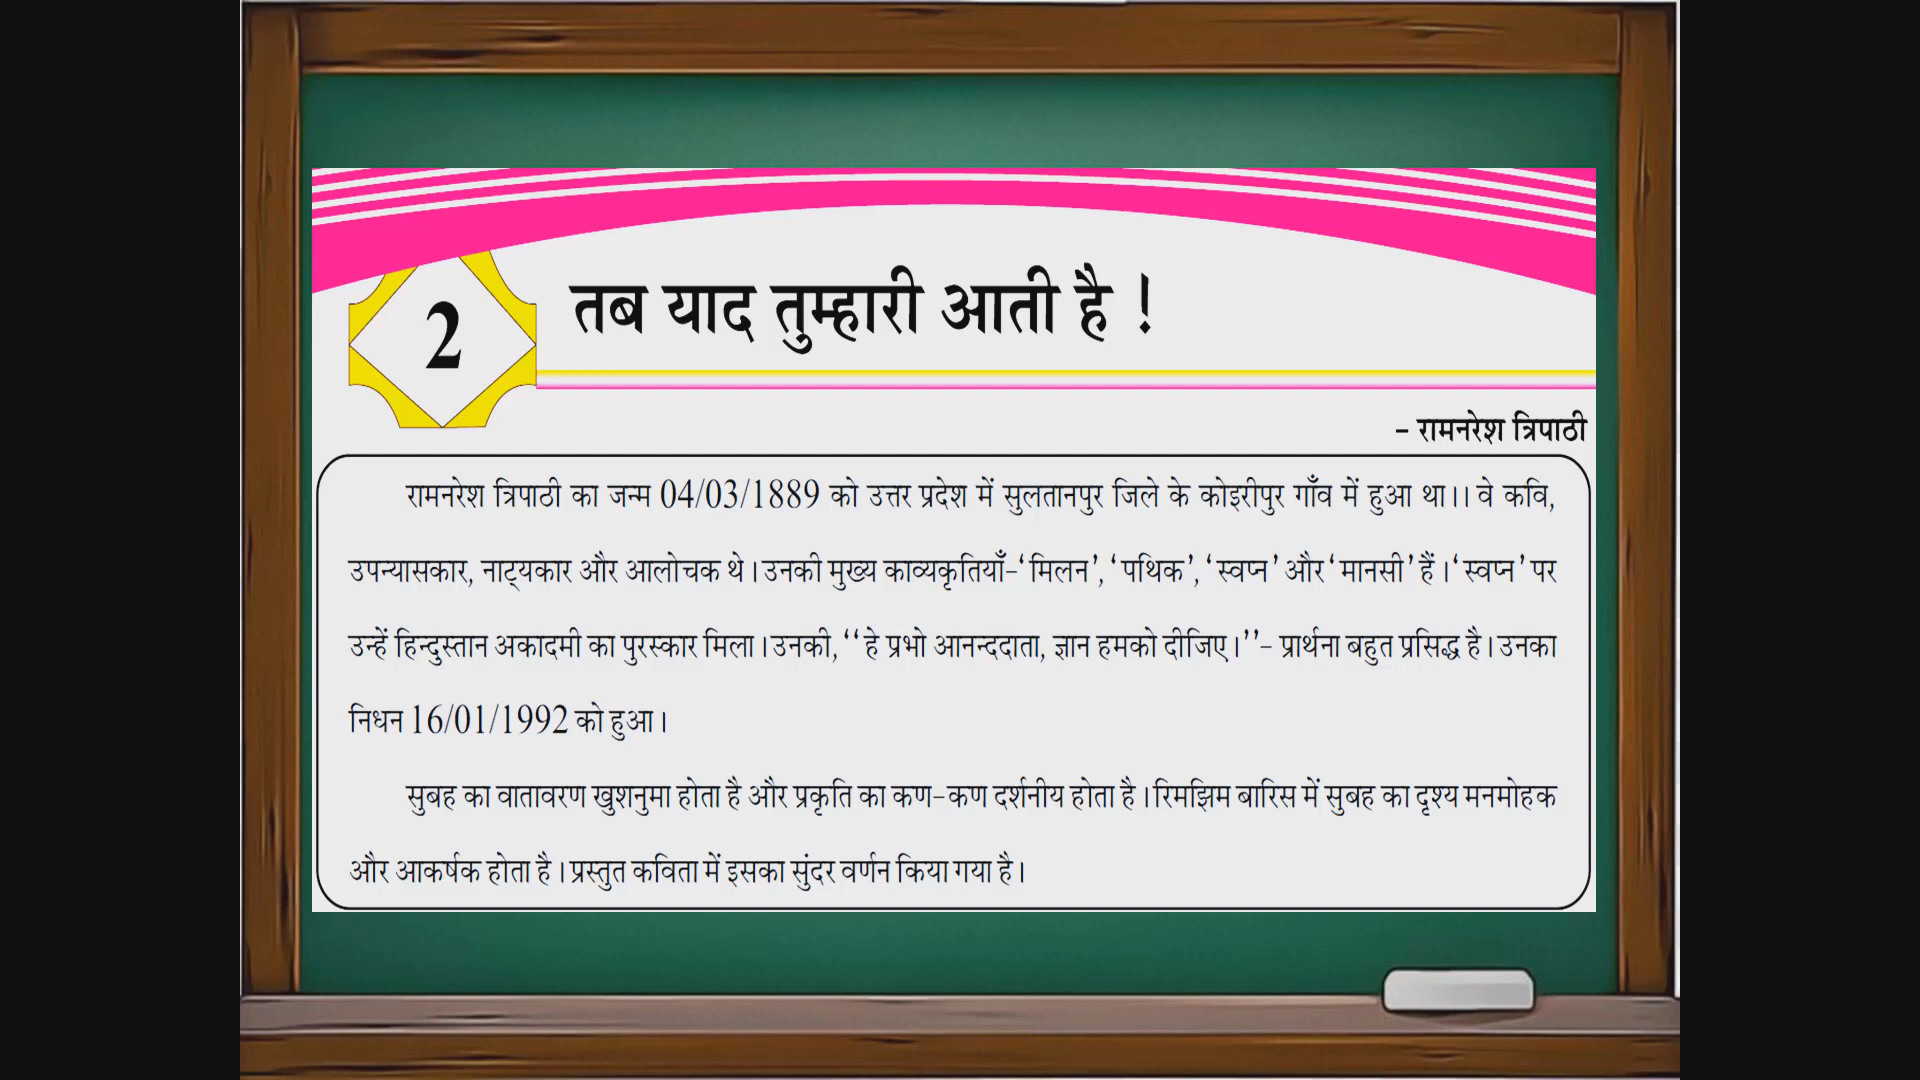 2
तब याद तुम्हारी आती है !
– रामनरेश त्रिपाठी
रामनरेश त्रिपाठी का जन्म 04/03/1889 को उत्तर प्रदेश में सुलतानपुर जिले के कोइरीपुर गाँव में हुआ था।। वे कवि,
उपन्यासकार, नाट्यकार और आलोचक थे। उनकी मुख्य काव्यकृतियाँ–‘मिलन’, ‘पथिक’, ‘स्वप्न’ और ‘मानसी’ हैं। ‘स्वप्न’ पर
उन्हें हिन्दुस्तान अकादमी का पुरस्कार मिला। उनकी, ‘‘हे प्रभो आनन्ददाता, ज्ञान हमको दीजिए।’’– प्रार्थना बहुत प्रसिद्ध है। उनका
निधन 16/01/1992 को हुआ।
सुबह का वातावरण खुशनुमा होता है और प्रकृति का कण–कण दर्शनीय होता है। रिमझिम बारिस में सुबह का दृश्य मनमोहक
और आकर्षक होता है। प्रस्तुत कविता में इसका सुंदर वर्णन किया गया है।